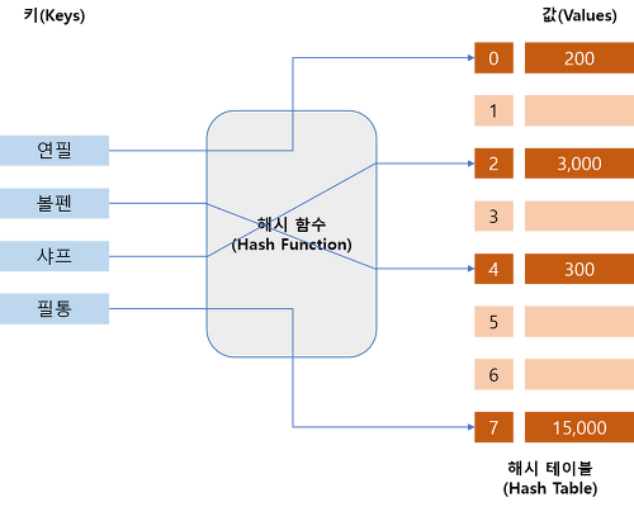 키(Keys)
값(Values)
연필
볼펜
샤프
필통
해시 함수
(Hash Function)
0 200
1
2 3,000
3
4 300
5
6
7 15,000
해시 테이블
(Hash Table)